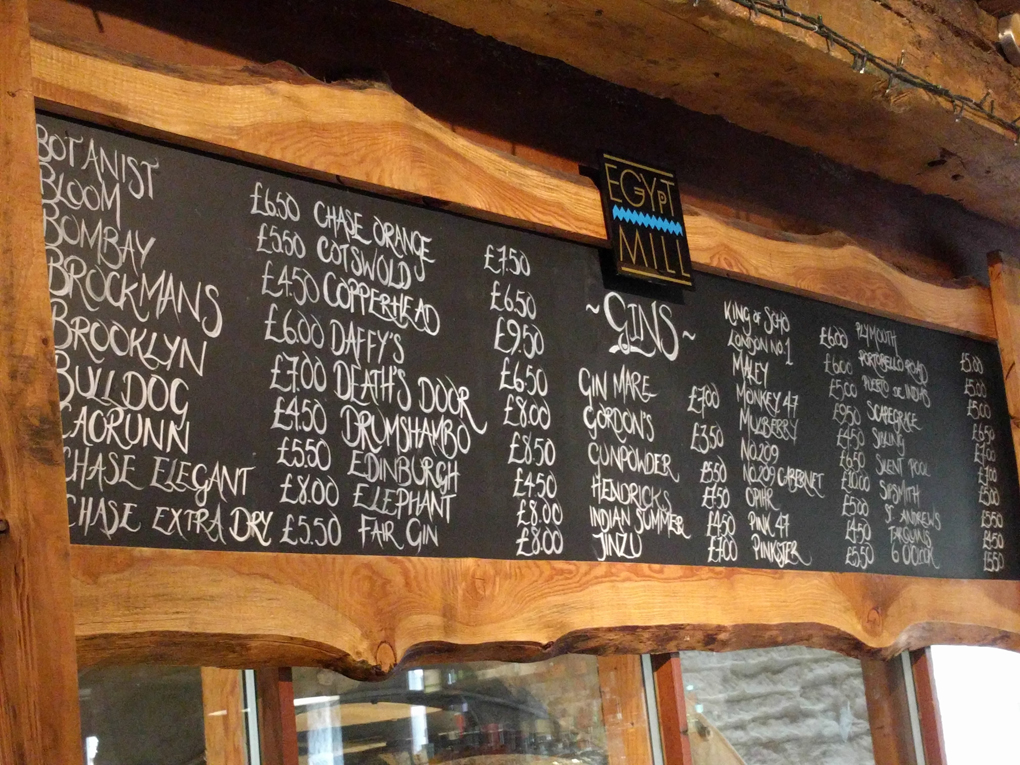 EGYPT
MILL
BOTANIST £6.50
BLOOM £5.50
BOMBAY £4.50
BROCKMANS £6.00
BROOKLYN £7.00
BULLDOG £4.50
CAORUNN £5.50
CHASE ELEGANT £8.00
CHASE EXTRA DRY £5.50
CHASE ORANGE £7.50
COTSWOLD £6.50
COPPERHEAD £9.50
DAFFY'S £6.50
DEATH'S DOOR £8.00
DRUMSHAMBO £8.50
EDINBURGH £4.50
ELEPHANT £8.00
FAIR GIN £8.00
~GINS~
GIN MARE £7.00
GORDON'S £3.50
GUNPOWDER £5.50
HENDRICKS
INDIAN SUMMER £4.50
JINZU £7.00
KING OF SOHO £6.00
LONDON NO.1 £6.00
MALEY £5.00
MONKEY 47 £9.50
MULBERRY £4.50
NO.209 £6.50
NO.209 CABERNET £10.00
OPIHR £5.00
PINK 47 £4.50
PINKSTER £5.50
PLYMOUTH £5.00
PORTOBELLO ROAD £5.00
PUERTO DE INDIAS £5.00
SCAPEGRACE £6.50
SIBLING
SILENT POOL £7.00
SIPSMITH £5.00
ST. ANDREWS £5.50
TARQUINS £4.50
6 O'CLOCK £5.50